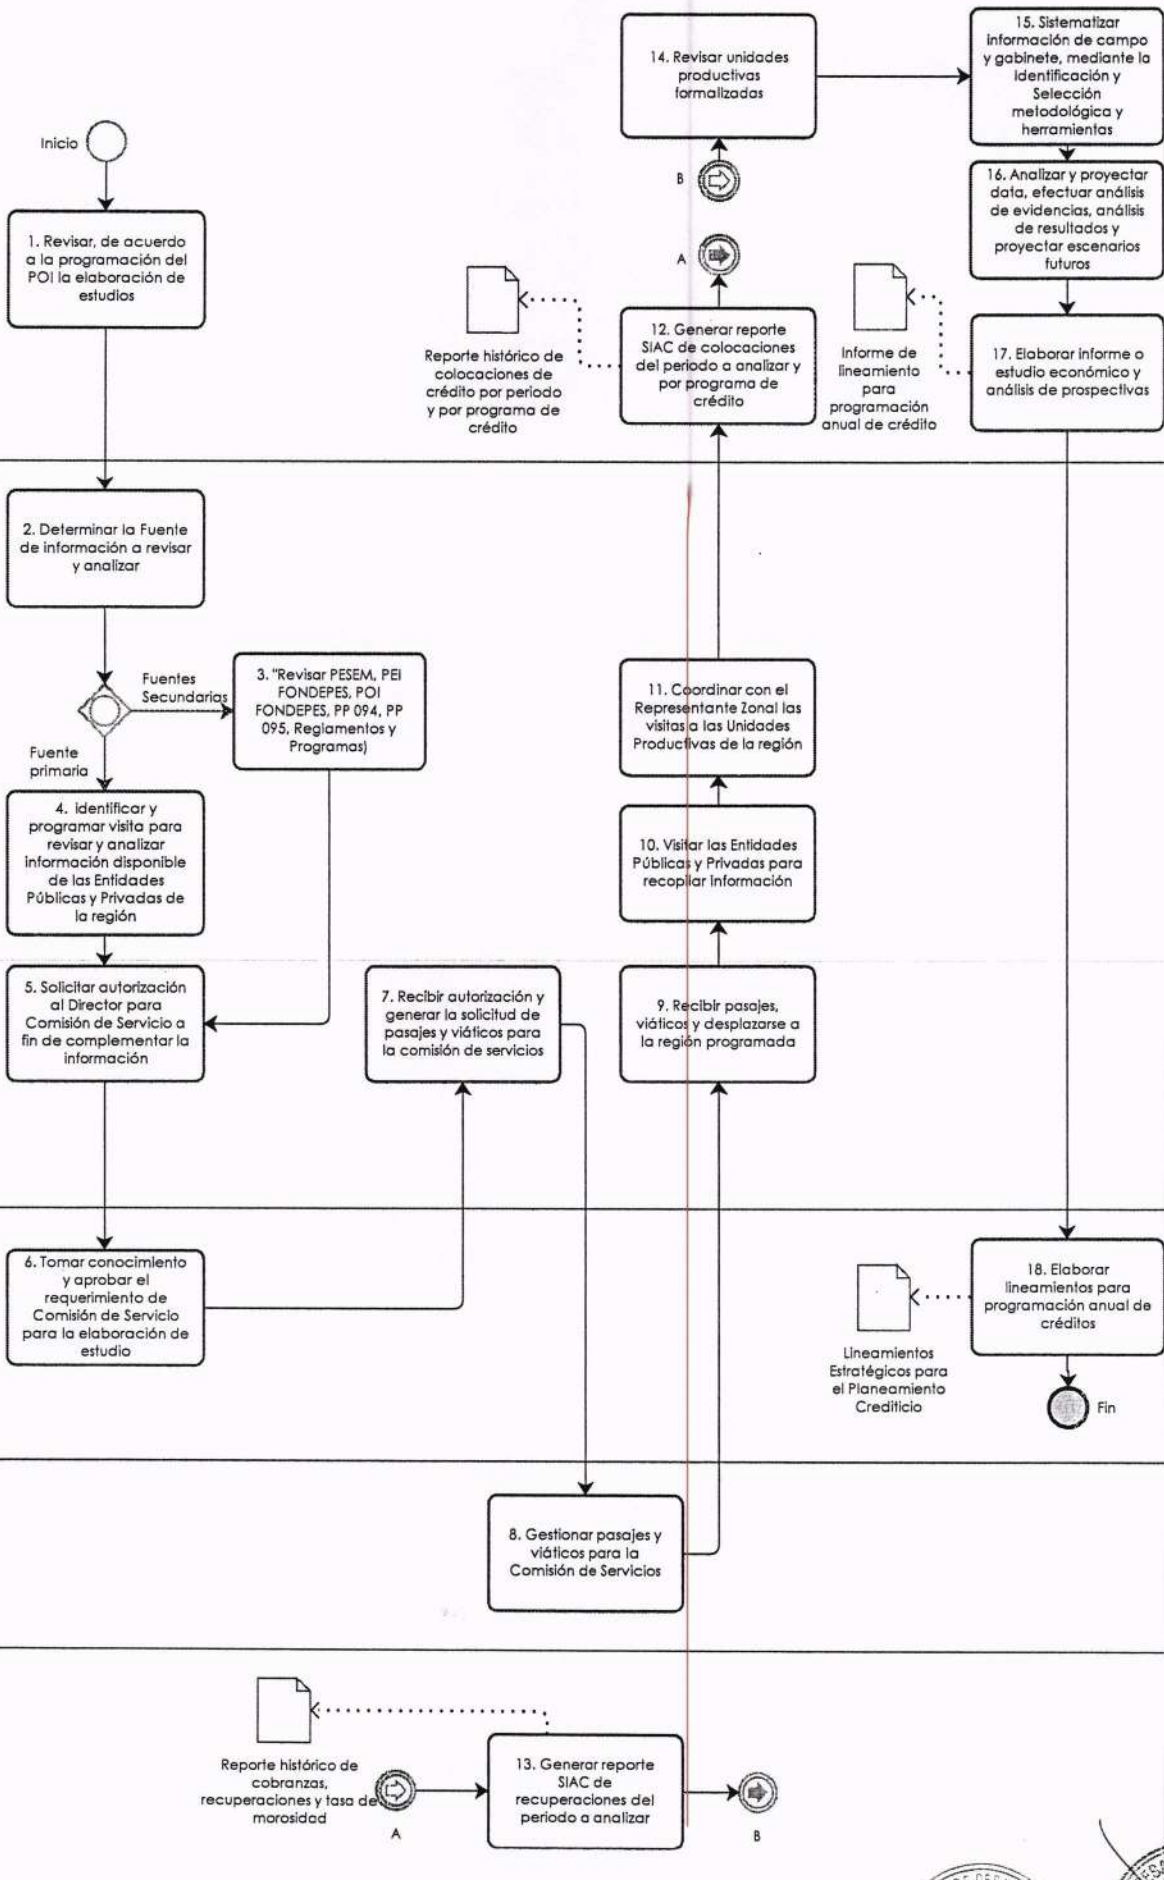 Inicio
1. Revisar, de acuerdo
a la programación del
POI la elaboración de
estudios
2. Determinar la Fuente
de información a revisar
y analizar
Fuentes
Secundarias
3. "Revisar PESEM, PEI
FONDEPES, POI
FONDEPES, PP 094, PP
095, Reglamentos y
Programas)
Fuente
primaria
4. Identificar y
programar visita para
revisar y analizar
información disponible
de las Entidades
Públicas y Privadas de
la región
5. Solicitar autorización
al Director para
Comisión de Servicio a
fin de complementar la
información
6. Tomar conocimiento
y aprobar el
requerimiento de
Comisión de Servicio
para la elaboración de
estudio
7. Recibir autorización y
generar la solicitud de
pasajes y viáticos para
la comisión de servicios
8. Gestionar pasajes y
viáticos para la
Comisión de Servicios
9. Recibir pasajes,
viáticos y desplazarse a
la región programada
10. Visitar las Entidades
Públicas y Privadas para
recopilar información
11. Coordinar con el
Representante Zonal las
visitas a las Unidades
Productivas de la región
12. Generar reporte
SIAC de colocaciones
del periodo a analizar y
por programa de
crédito
Reporte histórico de
colocaciones de
crédito por periodo
y por programa de
crédito
A
A
13. Generar reporte
SIAC de
recuperaciones del
periodo a analizar
Reporte histórico de
cobranzas,
recuperaciones y tasa de
morosidad
B
B
14. Revisar unidades
productivas
formalizadas
15. Sistematizar
información de campo
y gabinete, mediante la
Identificación y
Selección
metodológica y
herramientas
16. Analizar y proyectar
data, efectuar análisis
de evidencias, análisis
de resultados y
proyectar escenarios
futuros
17. Elaborar informe o
estudio económico y
análisis de prospectivas
Informe de
lineamiento
para
programación
anual de crédito
18. Elaborar
lineamientos para
programación anual de
créditos
Lineamientos
Estratégicos para
el Planeamiento
Crediticio
Fin